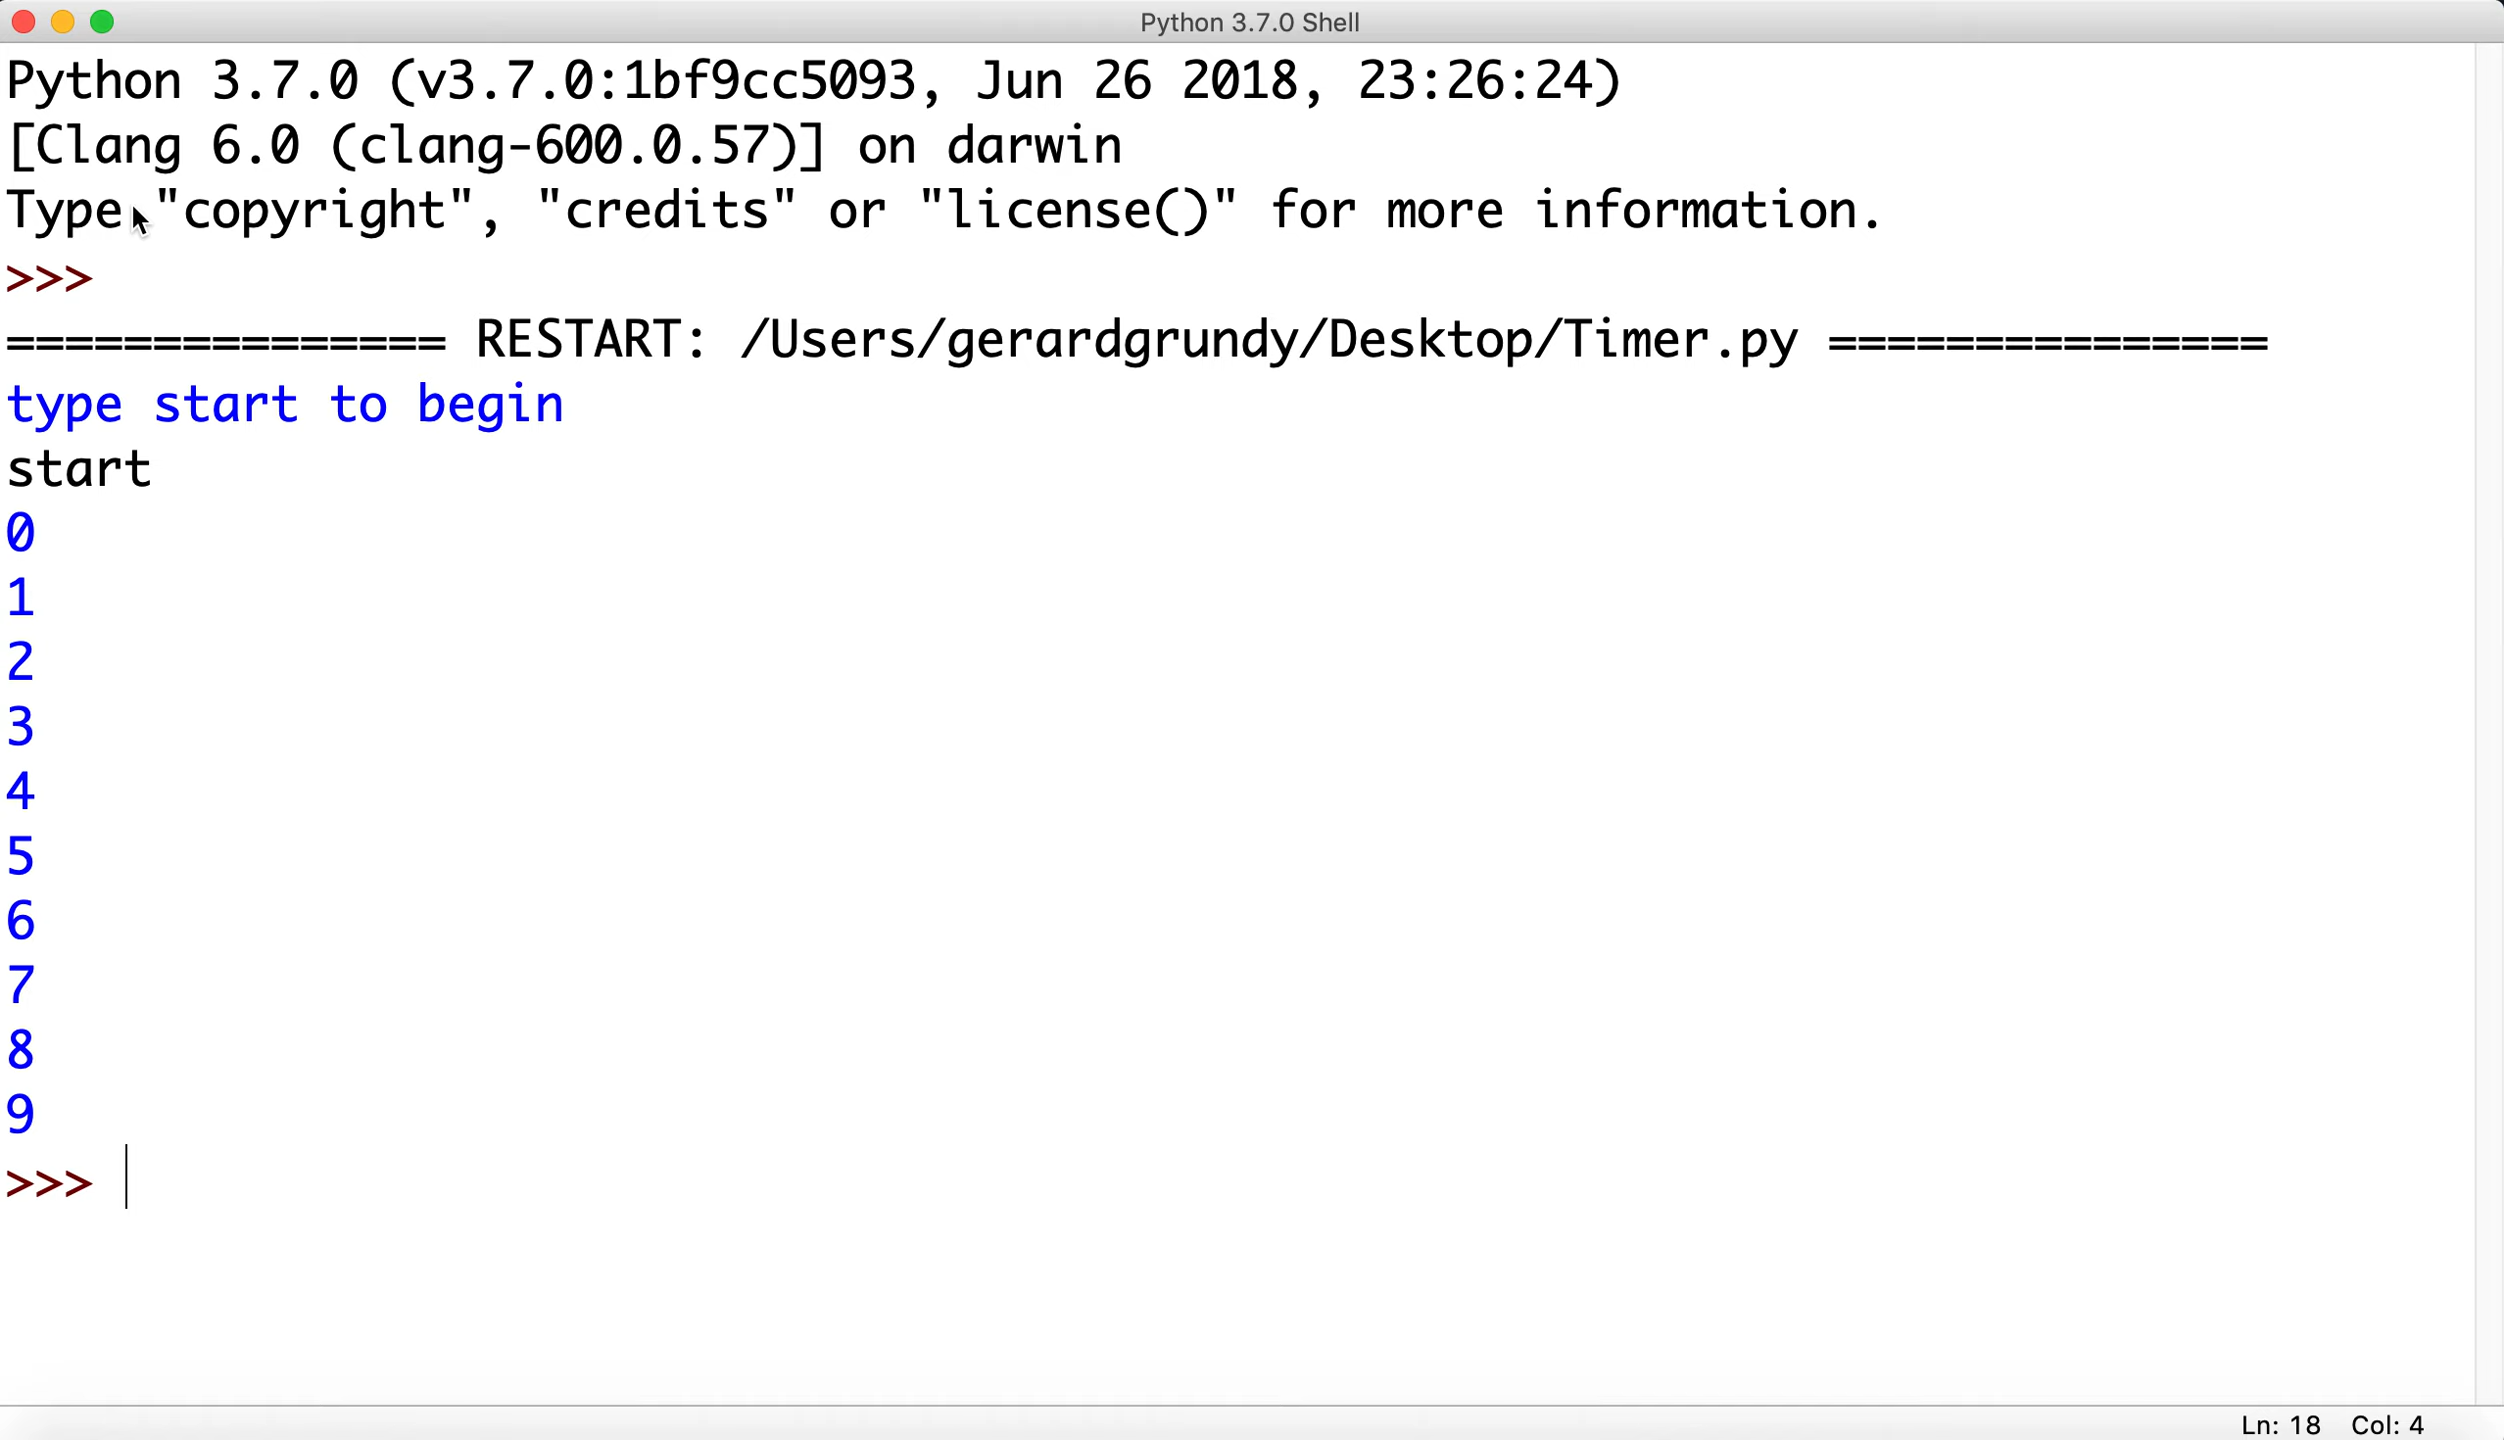 Python 3.7.0 Shell
Python 3.7.0 (v3.7.0:1bf9cc5093, Jun 26 2018, 23:26:24)
[Clang 6.0 (clang-600.0.57)] on darwin
Type "copyright", "credits" or "license()" for more information.
>>>
=============== RESTART: /Users/gerardgrundy/Desktop/Timer.py ===============
type start to begin
start
0
1
2
3
4
5
6
7
8
9
>>>
Ln: 18 Col: 4